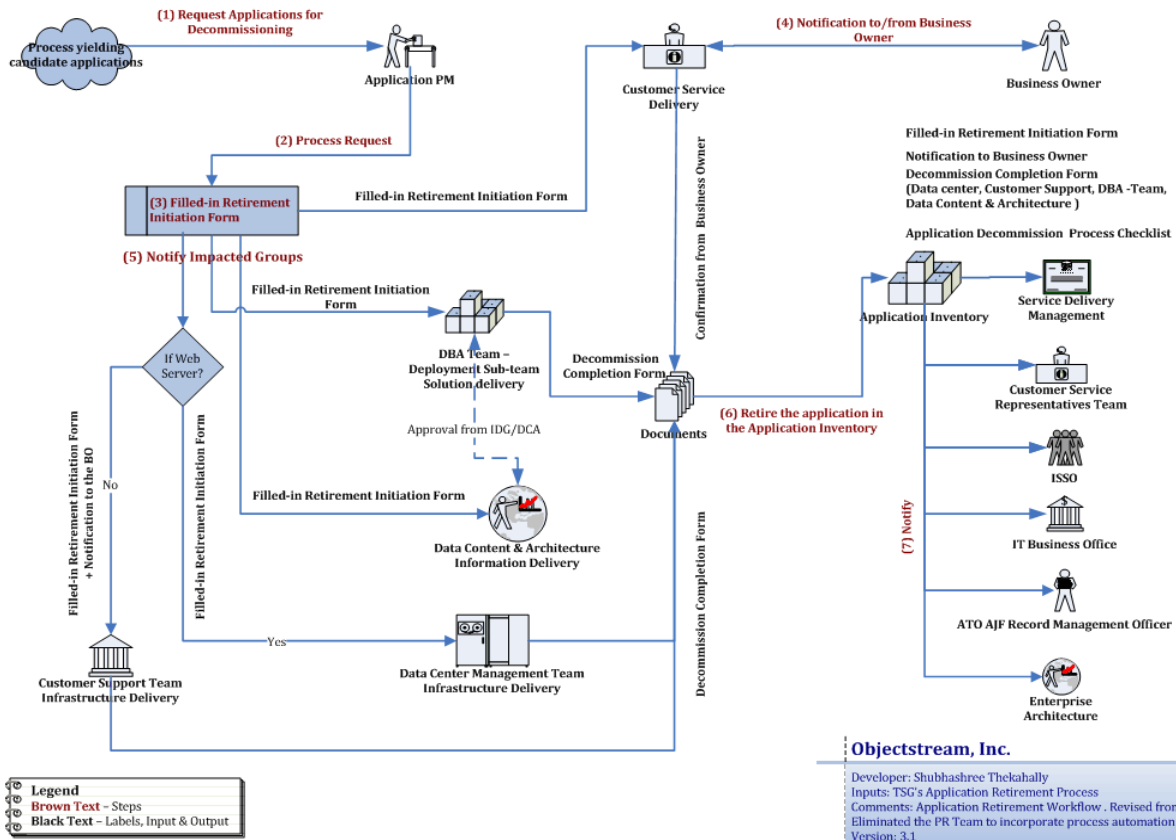 (1) Request Applications for
Decommissioning
Process yielding
candidate applications
Application PM
(4) Notification to/from Business
Owner
Customer Service
Delivery
Business Owner
(2) Process Request
Filled-in Retirement Initiation Form
Notification to Business Owner
Decommission Completion Form
(Data center, Customer Support, DBA -Team,
Data Content & Architecture )
Application Decommission Process Checklist
(3) Filled-in Retirement
Initiation Form
Filled-in Retirement Initiation Form
(5) Notify Impacted Groups
Confirmation from Business Owner
Filled-in Retirement Initiation
Form
Application Inventory
Service Delivery
Management
If Web
Server?
DBA Team –
Deployment Sub-team
Solution delivery
Decommission
Completion Form
Documents
(6) Retire the application in
the Application Inventory
Customer Service
Representatives Team
Approval from IDG/DCA
Filled-in Retirement Initiation Form
+ Notification to the BO
No
Filled-in Retirement Initiation Form
Filled-in Retirement Initiation Form
ISSO
Data Content & Architecture
Information Delivery
Decommission Completion Form
(7) Notify
IT Business Office
ATO AJF Record Management Officer
Yes
Customer Support Team
Infrastructure Delivery
Data Center Management Team
Infrastructure Delivery
Enterprise
Architecture
Objectstream, Inc.
Developer: Shubhashree Thekahally
Inputs: TSG's Application Retirement Process
Comments: Application Retirement Workflow . Revised from
Eliminated the PR Team to incorporate process automation
Version: 3.1
Legend
Brown Text – Steps
Black Text – Labels, Input & Output